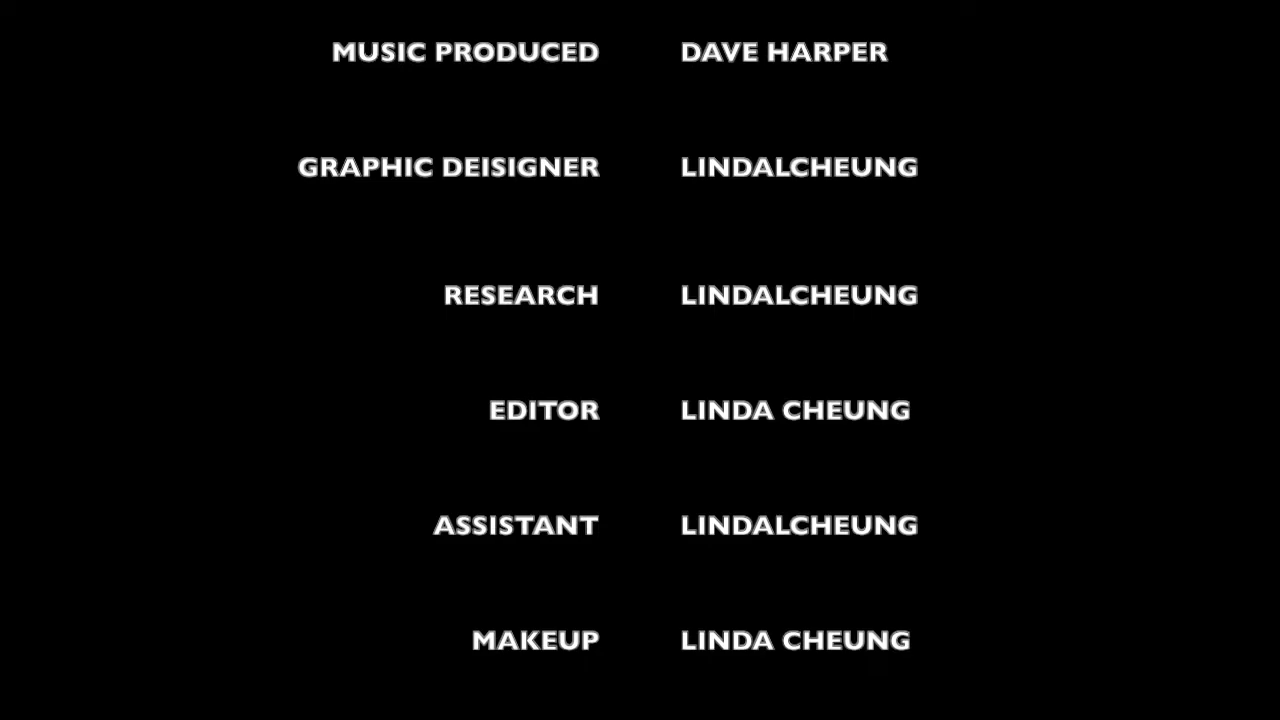 MUSIC PRODUCED DAVE HARPER
GRAPHIC DEISIGNER LINDALCHEUNG
RESEARCH LINDALCHEUNG
EDITOR LINDA CHEUNG
ASSISTANT LINDALCHEUNG
MAKEUP LINDA CHEUNG